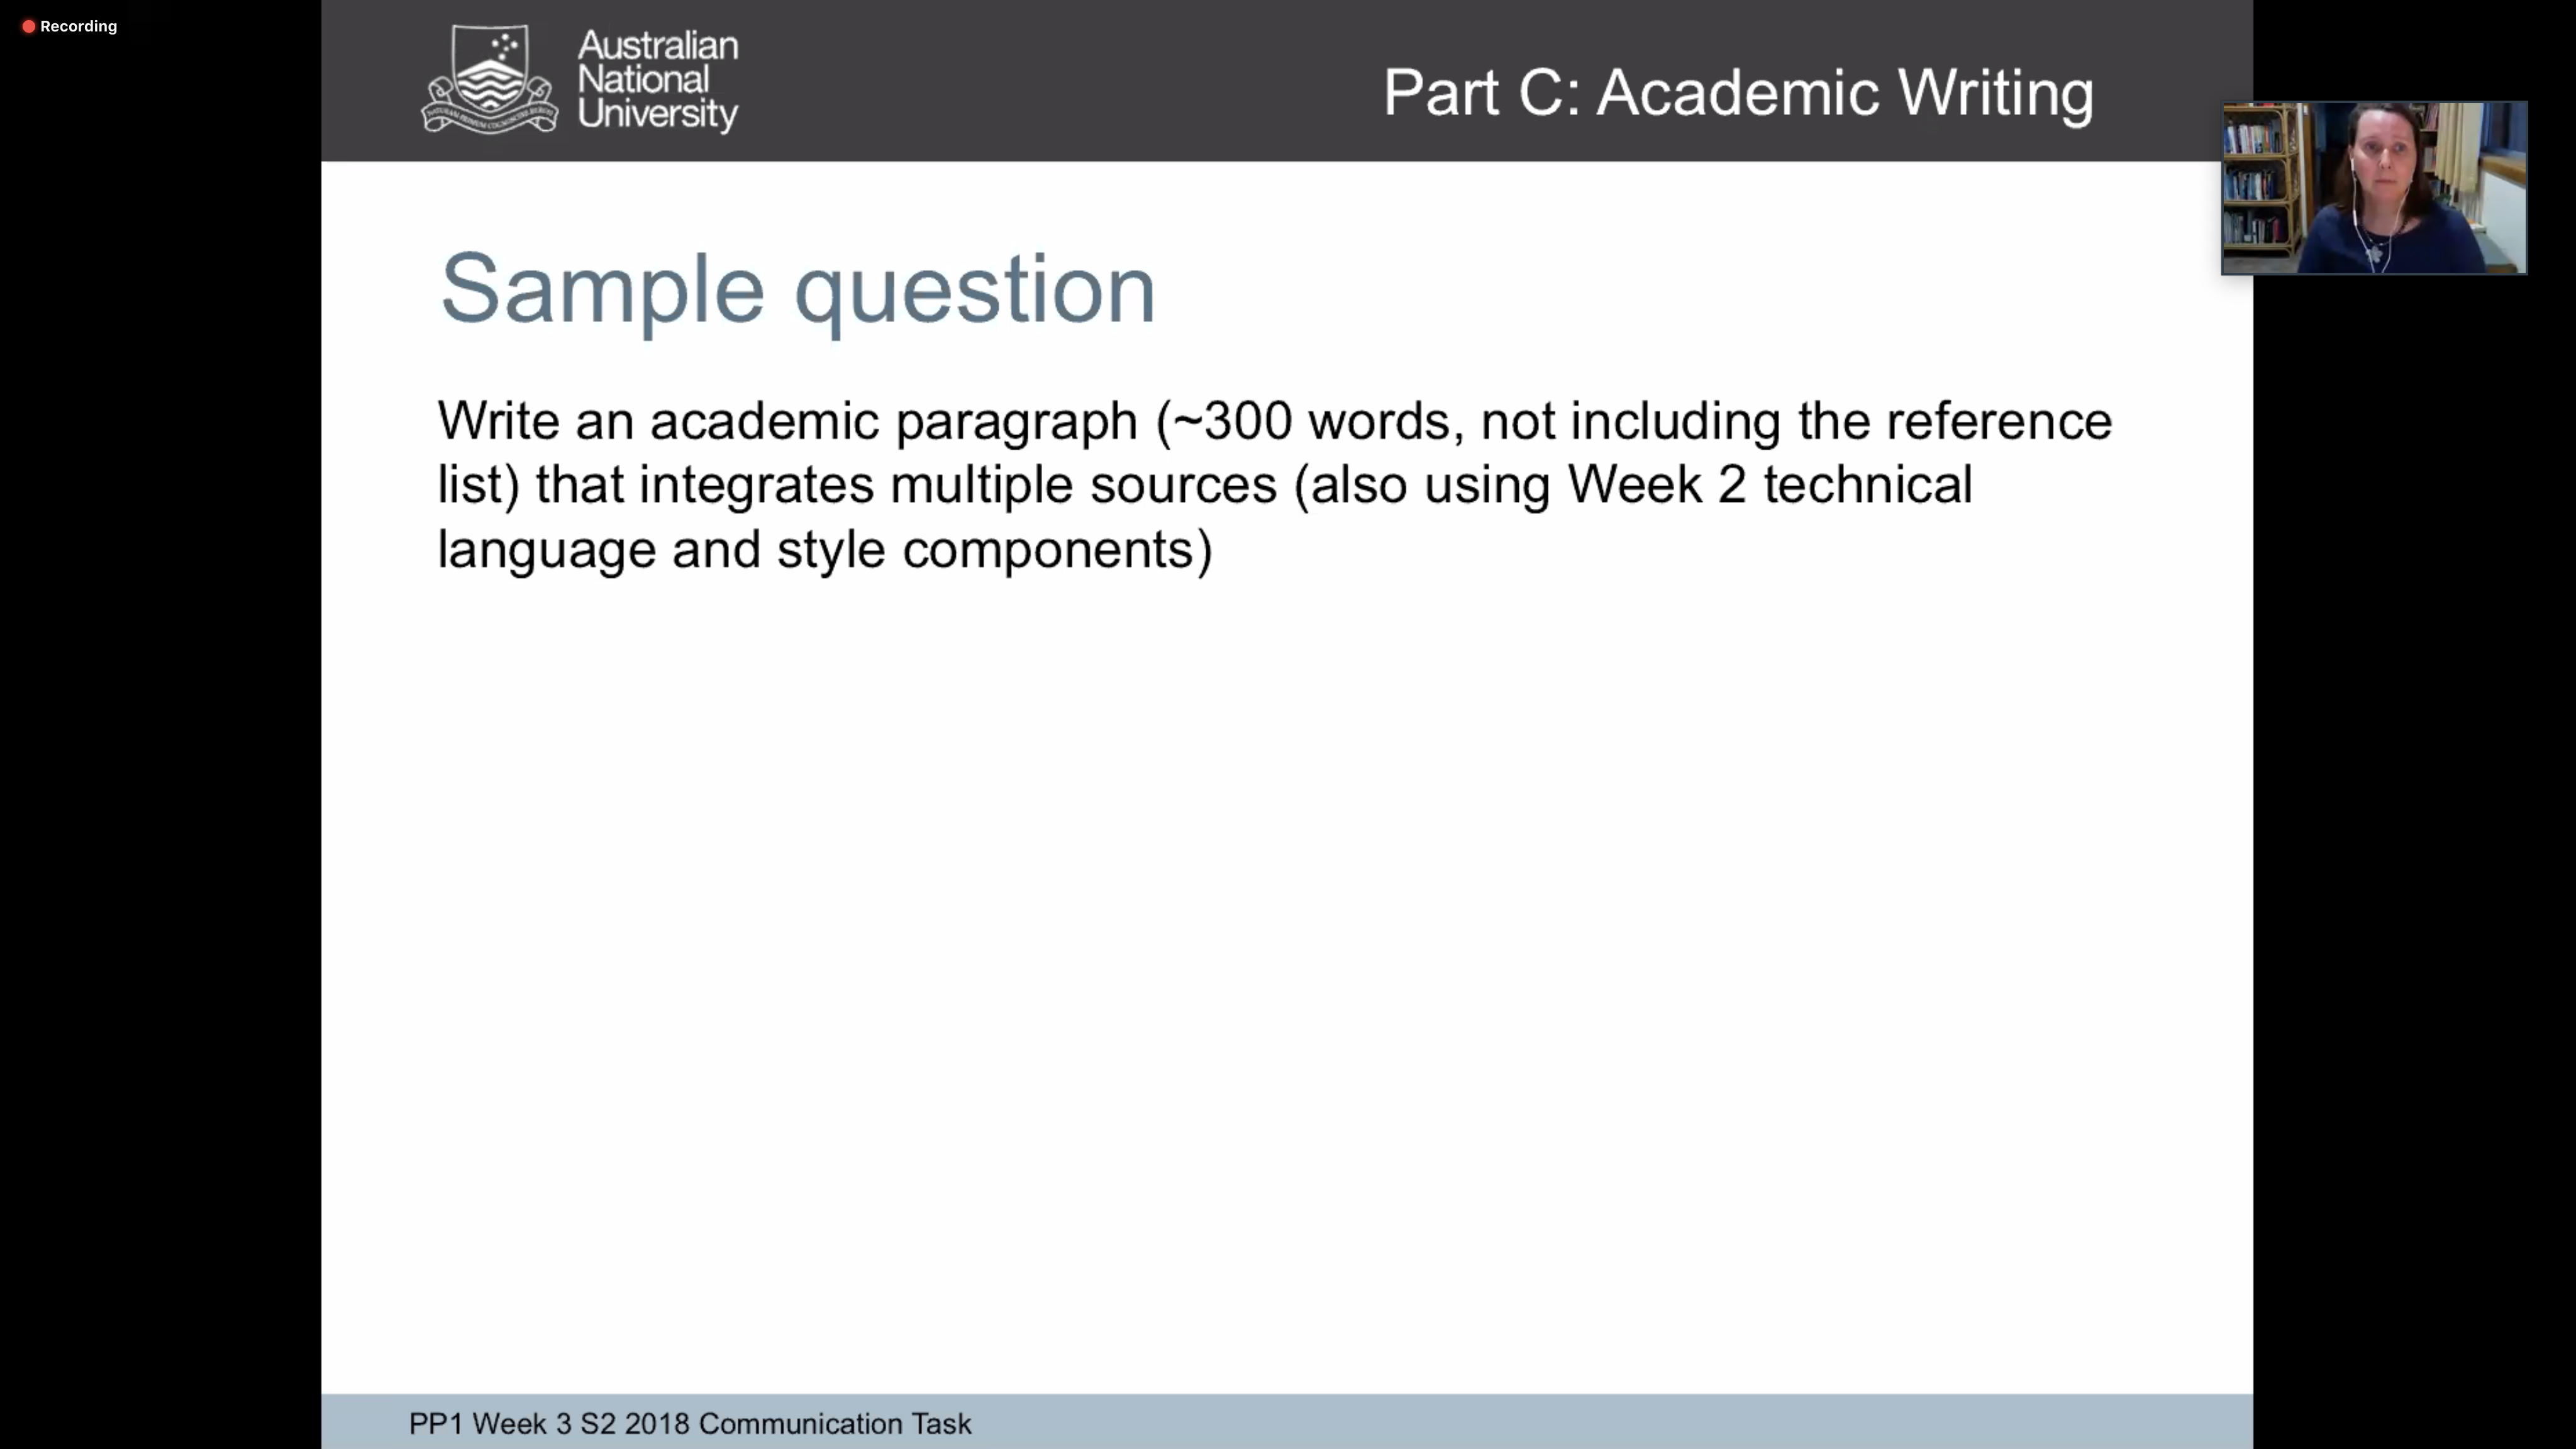 Recording
Australian
National
University
Part C: Academic Writing
Sample question
Write an academic paragraph (~300 words, not including the reference
list) that integrates multiple sources (also using Week 2 technical
language and style components)
PP1 Week 3 S2 2018 Communication Task